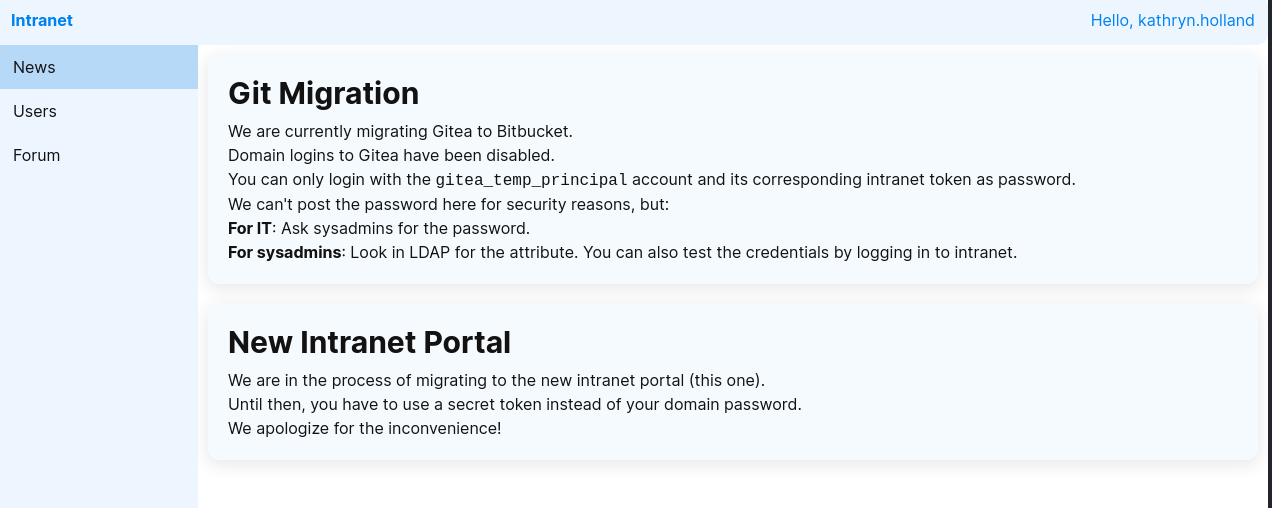 Intranet
Hello, kathryn.holland
News
Users
Forum
Git Migration
We are currently migrating Gitea to Bitbucket.
Domain logins to Gitea have been disabled.
You can only login with the gitea_temp_principal account and its corresponding intranet token as password.
We can't post the password here for security reasons, but:
For IT: Ask sysadmins for the password.
For sysadmins: Look in LDAP for the attribute. You can also test the credentials by logging in to intranet.
New Intranet Portal
We are in the process of migrating to the new intranet portal (this one).
Until then, you have to use a secret token instead of your domain password.
We apologize for the inconvenience!